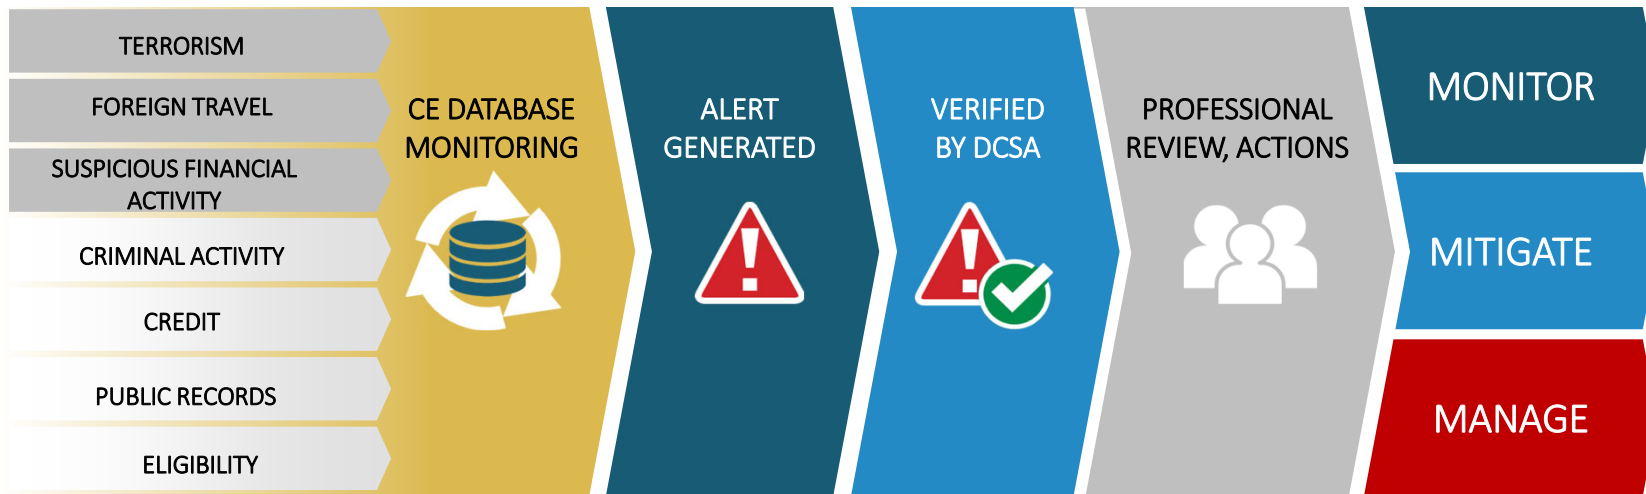 TERRORISM
FOREIGN TRAVEL
SUSPICIOUS FINANCIAL
ACTIVITY
CRIMINAL ACTIVITY
CREDIT
PUBLIC RECORDS
ELIGIBILITY
CE DATABASE
MONITORING
ALERT
GENERATED
VERIFIED
BY DCSA
PROFESSIONAL
REVIEW, ACTIONS
MONITOR
MITIGATE
MANAGE